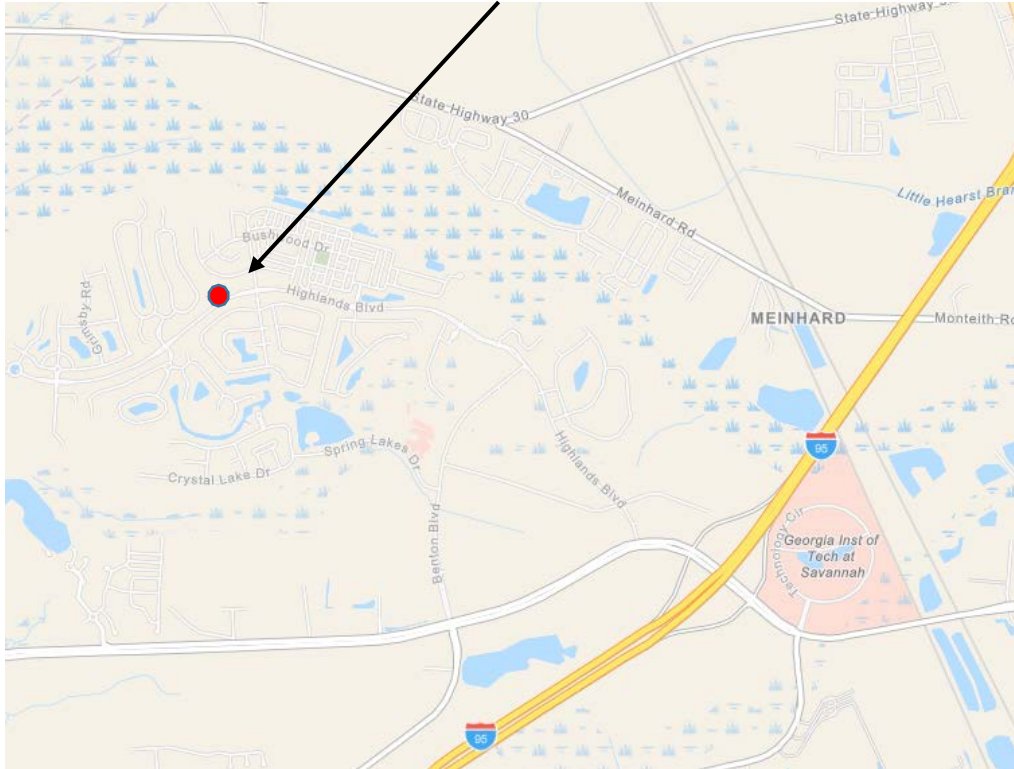 State Highway
State Highway 30
Meinhard Rd
Little Hearst Bran
Bushwood Dr
Highlands Blvd
Grimsby Rd
MEINHARD
Monteith Ro
95
Highlands Blvd
Spring Lakes Dr
Crystal Lake Dr
Benton Blvd
Technology Cir
Georgia Inst of
Tech at
Savannah
95